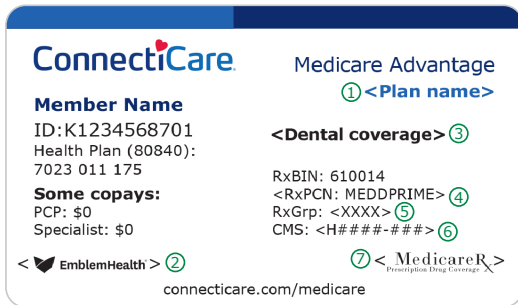 ConnectiCare
Medicare Advantage
① <Plan name>
Member Name
ID:K1234568701
Health Plan (80840):
7023 011 175
Some copays:
PCP: $0
Specialist: $0
<Dental coverage> ③
RxBIN: 610014
<RxPCN: MEDDPRIME> ④
RxGrp: <XXXX> ⑤
CMS: <H####-###> ⑥
< EmblemHealth > ②
⑦ < MedicareRx >
Prescription Drug Coverage
connecticare.com/medicare